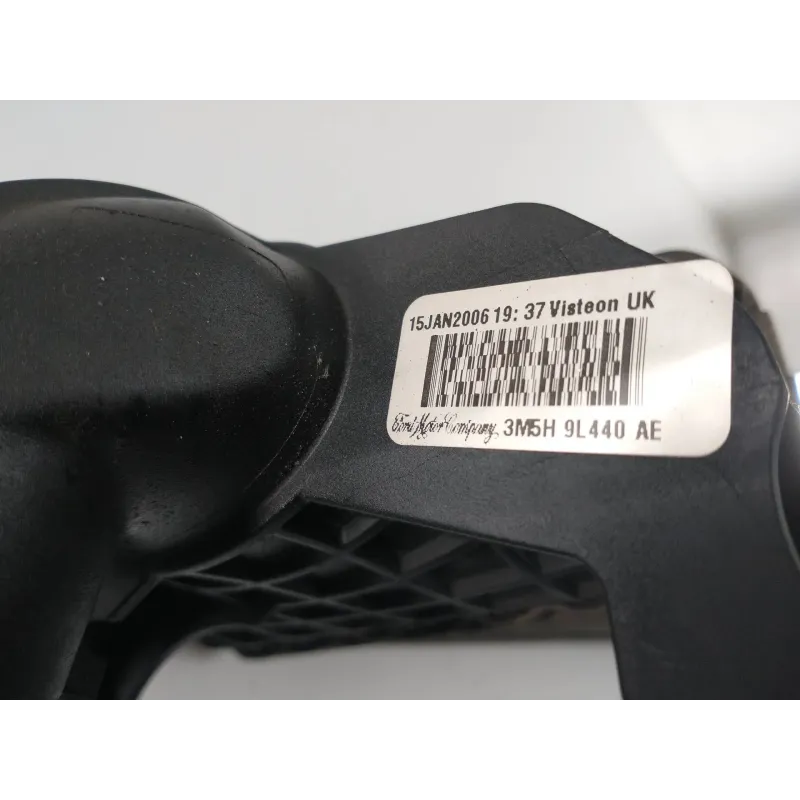 15JAN2006 19: 37 Visteon UK
Ford Motor Company, 3M5H 9L440 AE